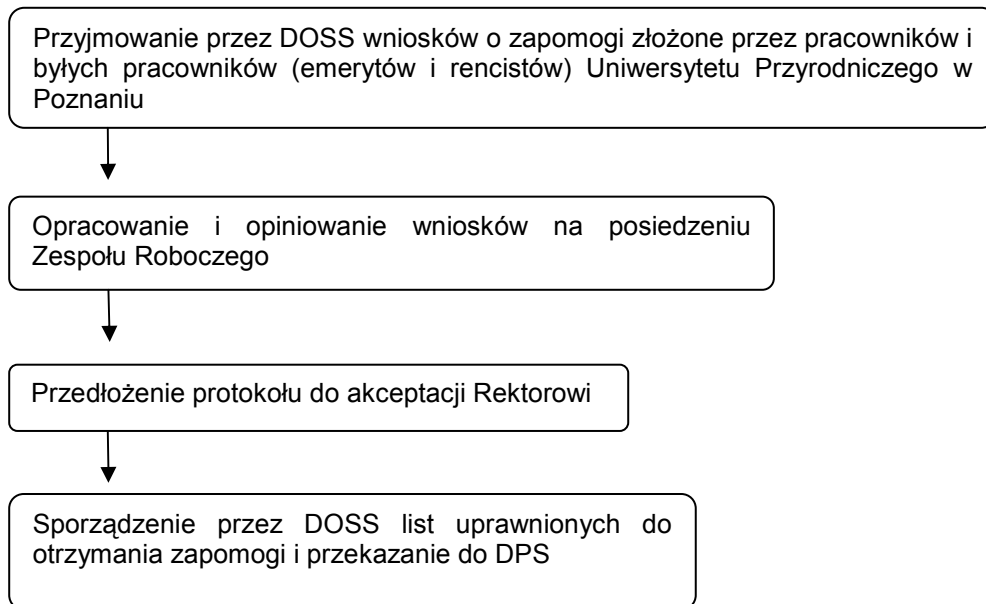 Przyjmowanie przez DOSS wniosków o zapomogi złożone przez pracowników i
byłych pracowników (emerytów i rencistów) Uniwersytetu Przyrodniczego w
Poznaniu
Opracowanie i opiniowanie wniosków na posiedzeniu
Zespołu Roboczego
Przedłożenie protokołu do akceptacji Rektorowi
Sporządzenie przez DOSS list uprawnionych do
otrzymania zapomogi i przekazanie do DPS